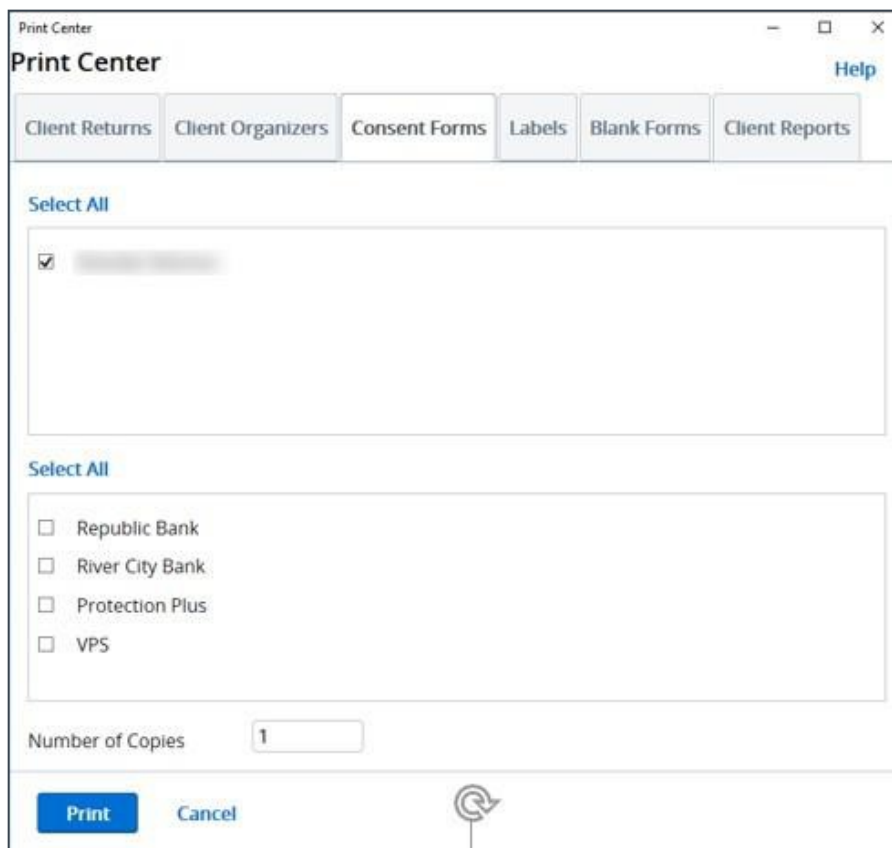 Print Center
Print Center
Help
Client Returns Client Organizers Consent Forms Labels Blank Forms Client Reports
Select All
Select All
Republic Bank
River City Bank
Protection Plus
VPS
Number of Copies 1
Print Cancel